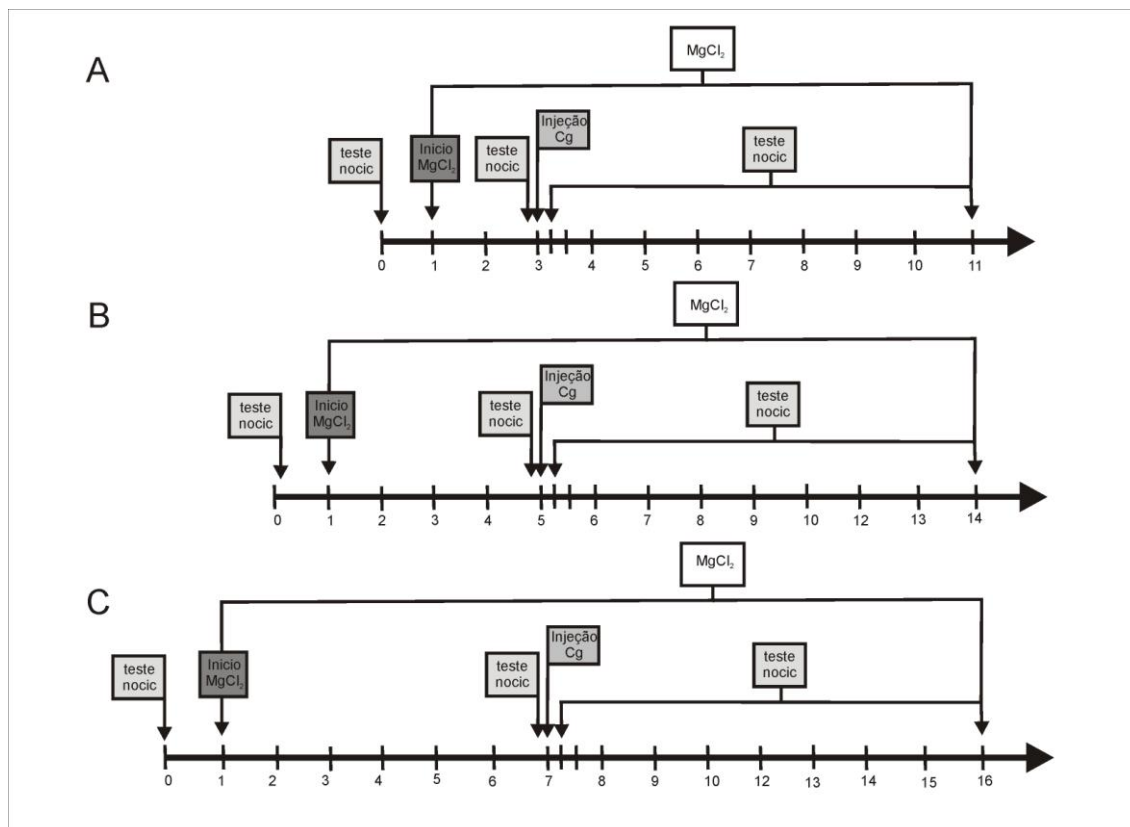 A
MgCl₂
teste
nocic
Inicio
MgCl₂
teste
nocic
Injeção
Cg
teste
nocic
0 1 2 3 4 5 6 7 8 9 10 11
B
MgCl₂
teste
nocic
Inicio
MgCl₂
teste
nocic
Injeção
Cg
teste
nocic
0 1 2 3 4 5 6 7 8 9 10 12 13 14
C
MgCl₂
teste
nocic
Inicio
MgCl₂
teste
nocic
Injeção
Cg
teste
nocic
0 1 2 3 4 5 6 7 8 9 10 12 13 14 15 16